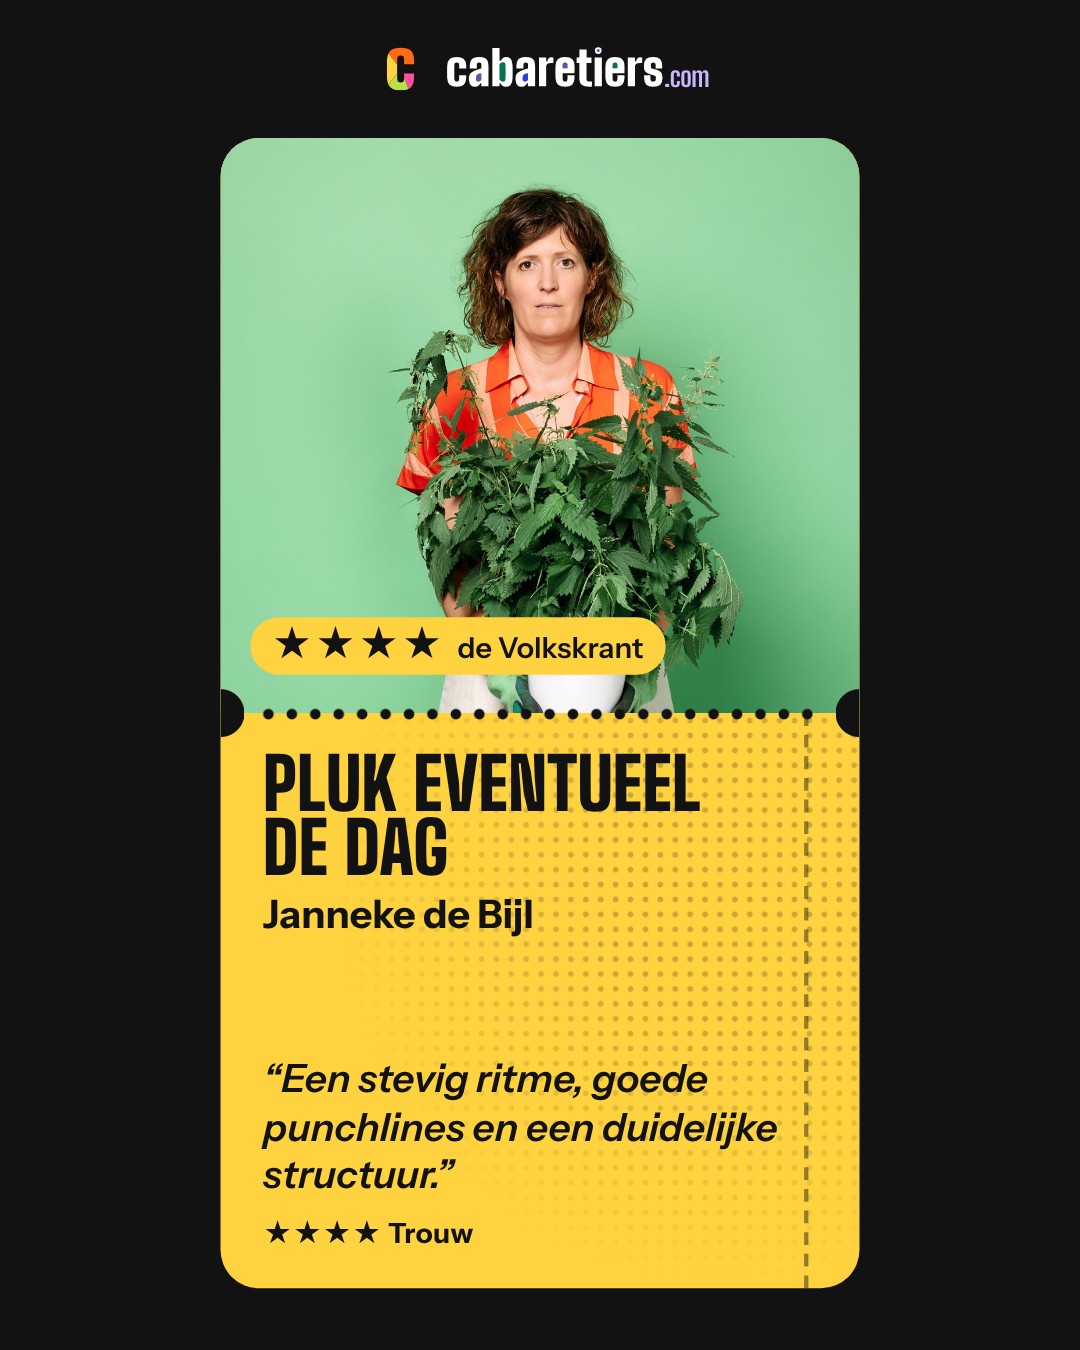 cabaretiers.com
★★★★ de Volkskrant
PLUK EVENTUEEL
DE DAG
Janneke de Bijl
“Een stevig ritme, goede
punchlines en een duidelijke
structuur.”
★★★★ Trouw